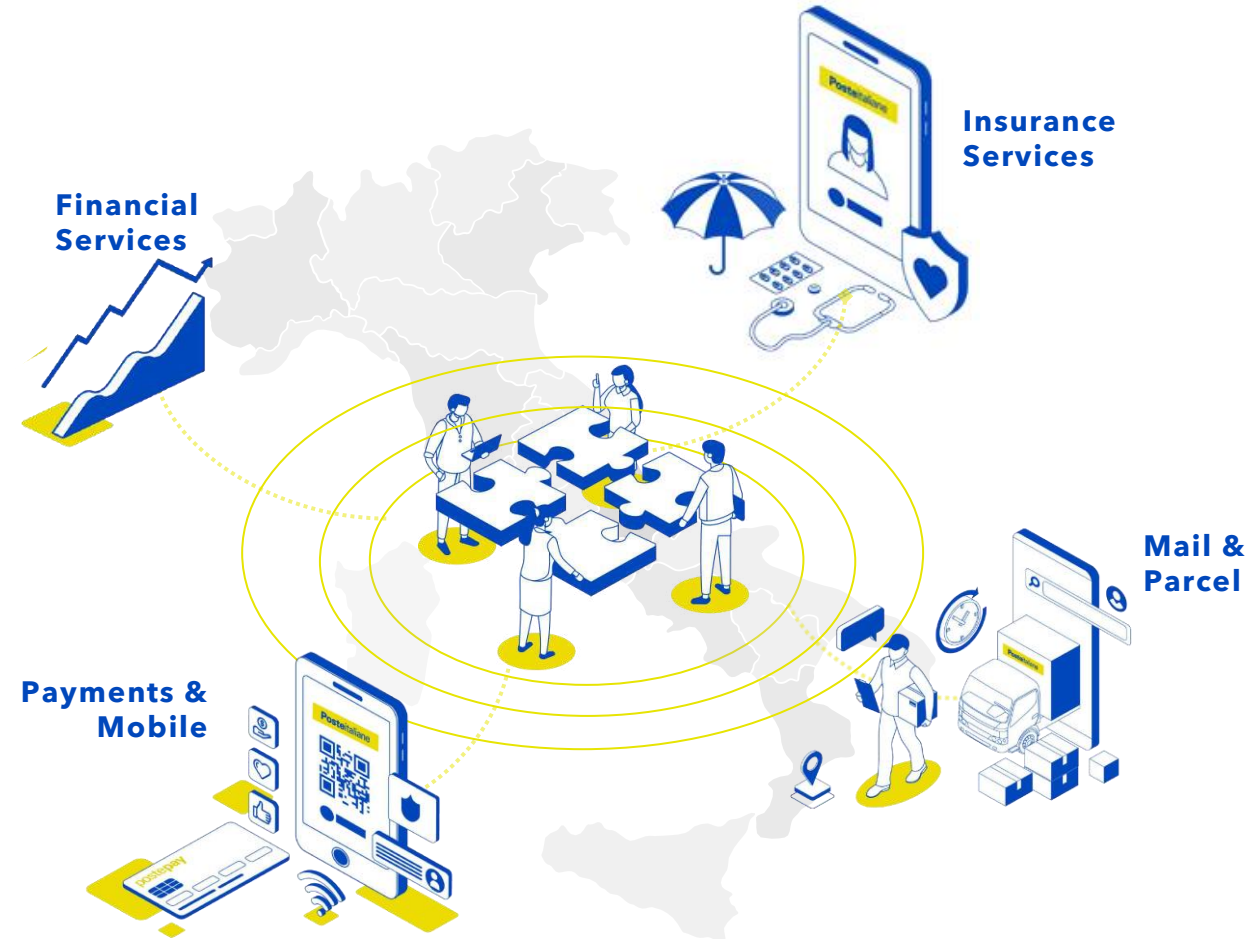 Insurance
Services
Posteitaliane
Financial
Services
Mail &
Parcel
Posteitaliane
Payments &
Mobile
Posteitaliane
postepay